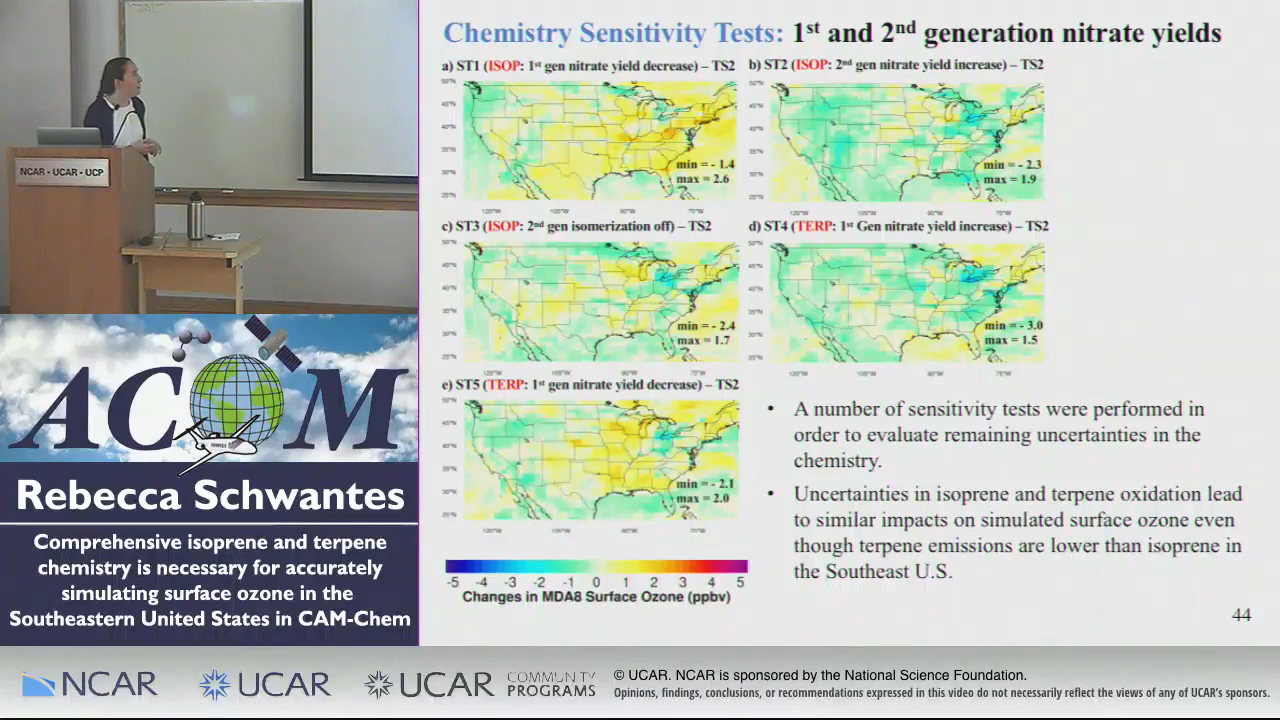 Chemistry Sensitivity Tests: 1st and 2nd generation nitrate yields
a) ST1 (ISOP: 1st gen nitrate yield decrease) – TS2
b) ST2 (ISOP: 2nd gen nitrate yield increase) – TS2
50°N
45°N
40°N
35°N
30°N
25°N
120°W
105°W
90°W
75°W
min = - 1.4
max = 2.6
min = - 2.3
max = 1.9
c) ST3 (ISOP: 2nd gen isomerization off) – TS2
d) ST4 (TERP: 1st Gen nitrate yield increase) – TS2
min = - 2.4
max = 1.7
min = - 3.0
max = 1.5
e) ST5 (TERP: 1st gen nitrate yield decrease) – TS2
min = - 2.1
max = 2.0
-5 -4 -3 -2 -1 0 1 2 3 4 5
Changes in MDA8 Surface Ozone (ppbv)
• A number of sensitivity tests were performed in
order to evaluate remaining uncertainties in the
chemistry.
• Uncertainties in isoprene and terpene oxidation lead
to similar impacts on simulated surface ozone even
though terpene emissions are lower than isoprene in
the Southeast U.S.
44
NCAR • UCAR • UCP
ACOM
Rebecca Schwantes
Comprehensive isoprene and terpene
chemistry is necessary for accurately
simulating surface ozone in the
Southeastern United States in CAM-Chem
NCAR
UCAR
UCAR COMMUNITY
PROGRAMS
© UCAR. NCAR is sponsored by the National Science Foundation.
Opinions, findings, conclusions, or recommendations expressed in this video do not necessarily reflect the views of any of UCAR's sponsors.